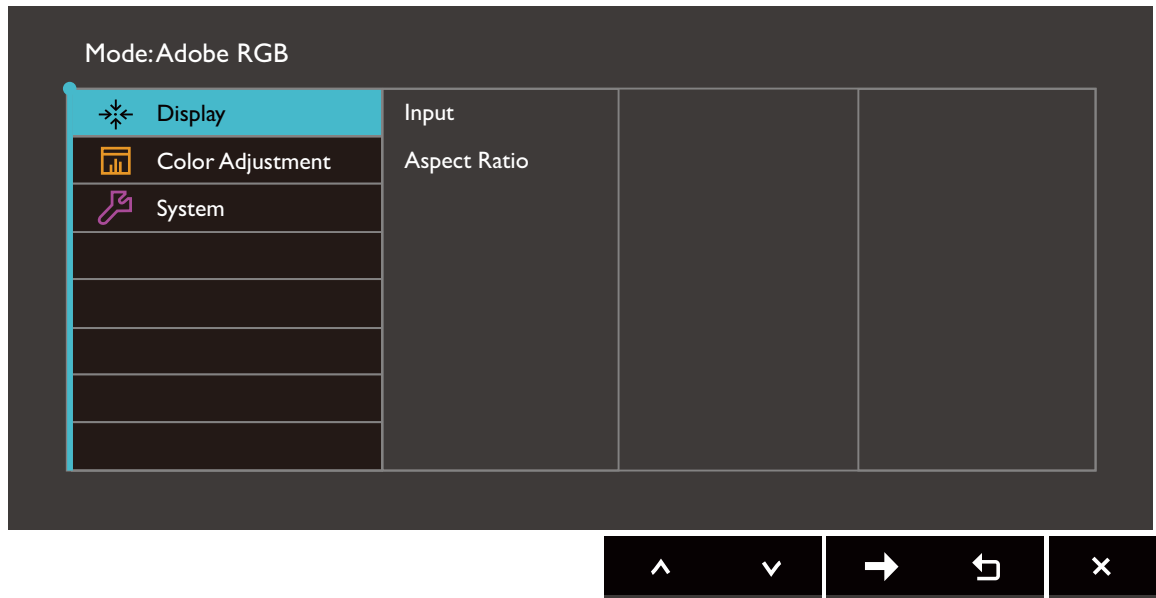 Mode: Adobe RGB
Display
Input
Color Adjustment
Aspect Ratio
System